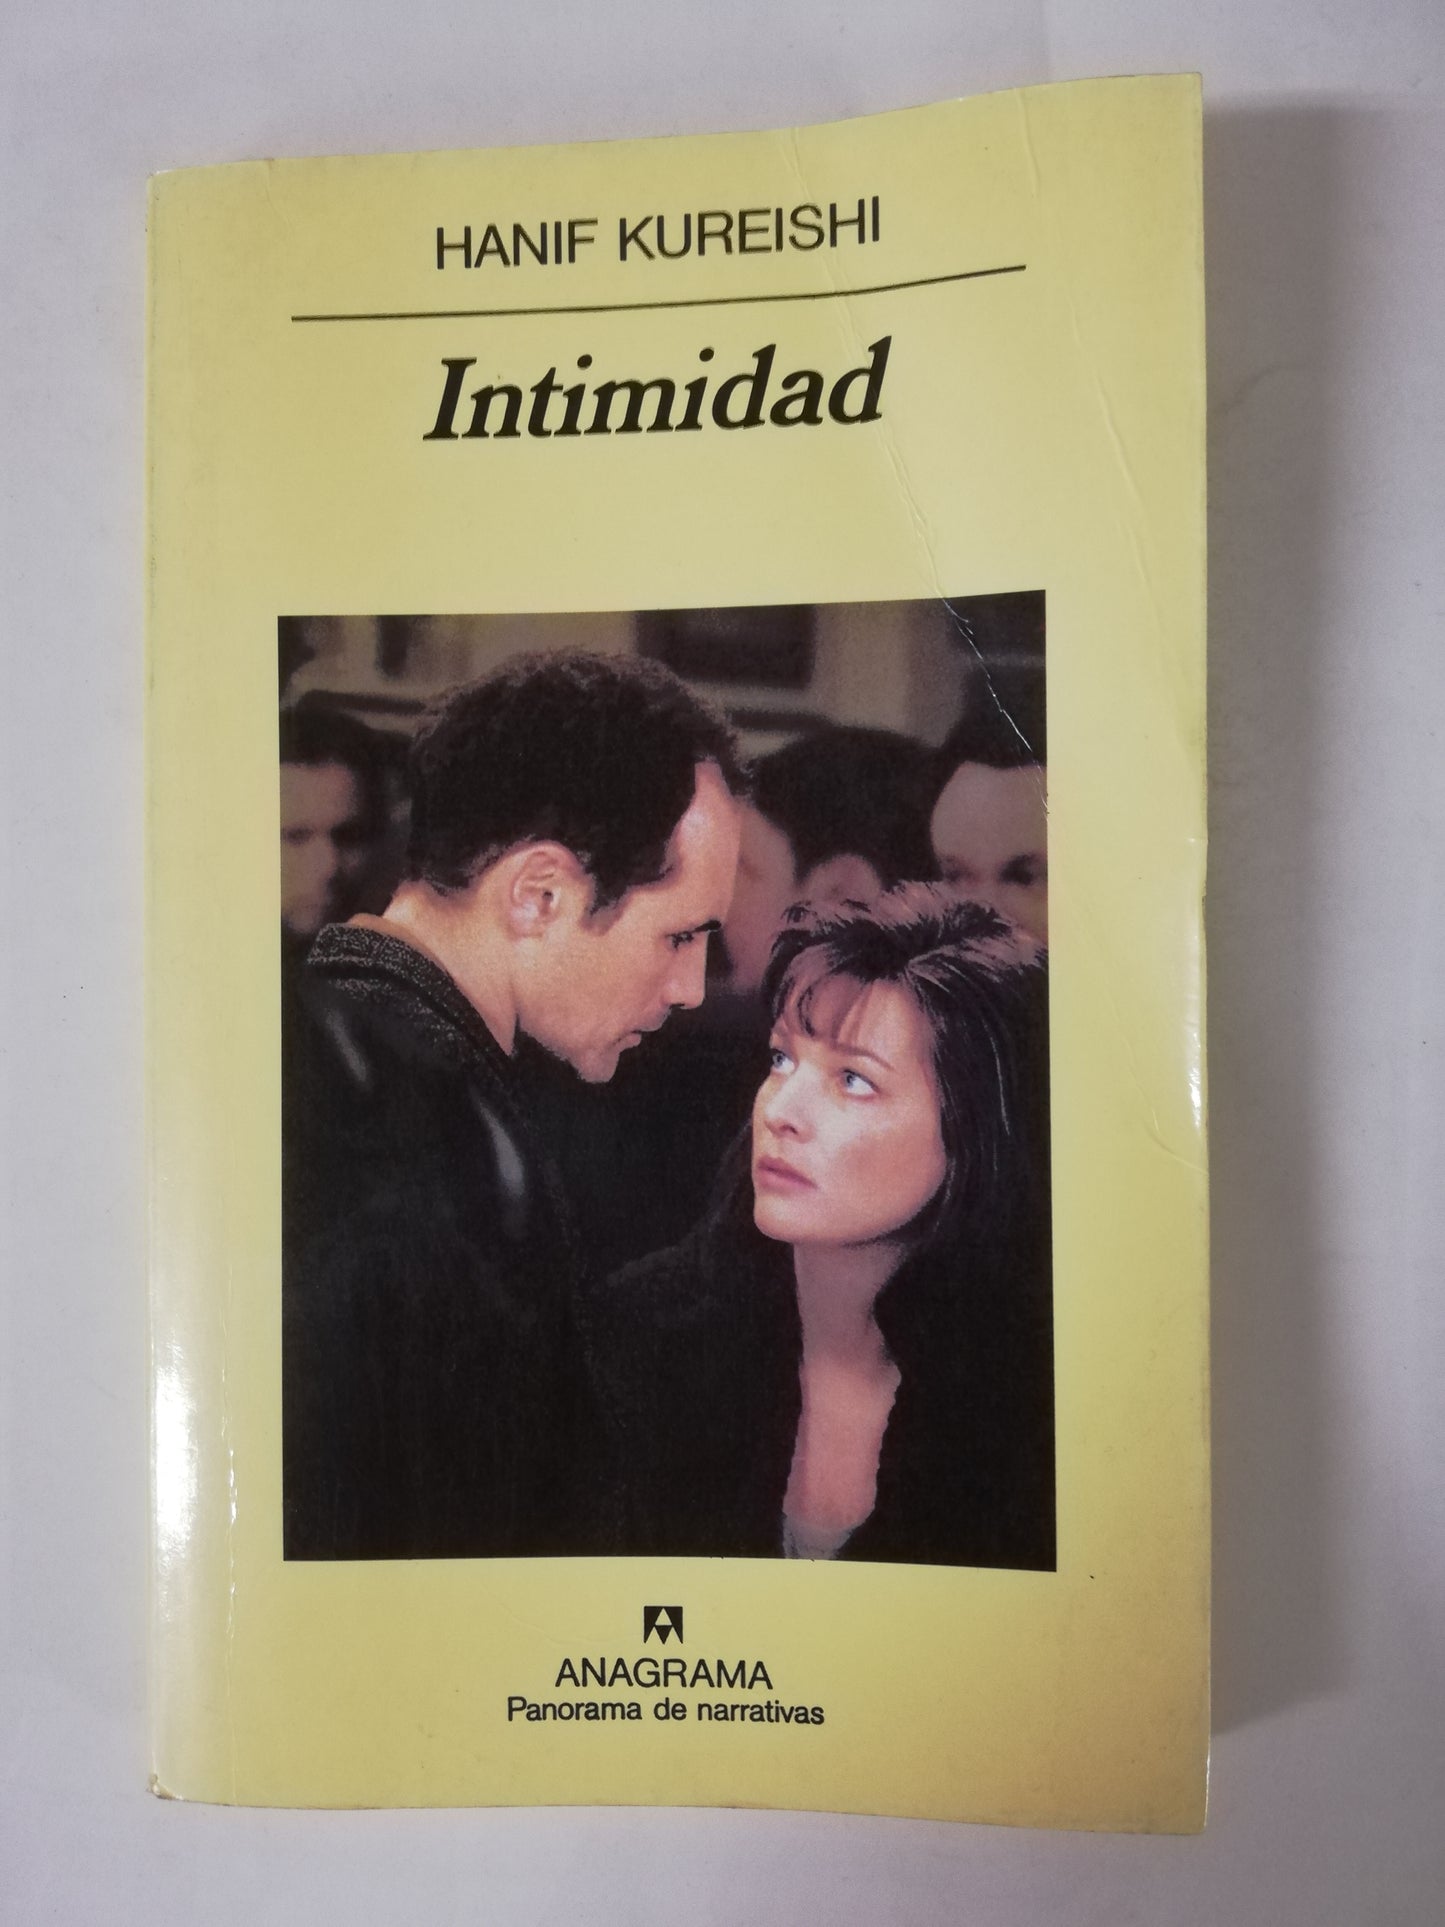 HANIF KUREISHI
Intimidad
ANAGRAMA
Panorama de narrativas